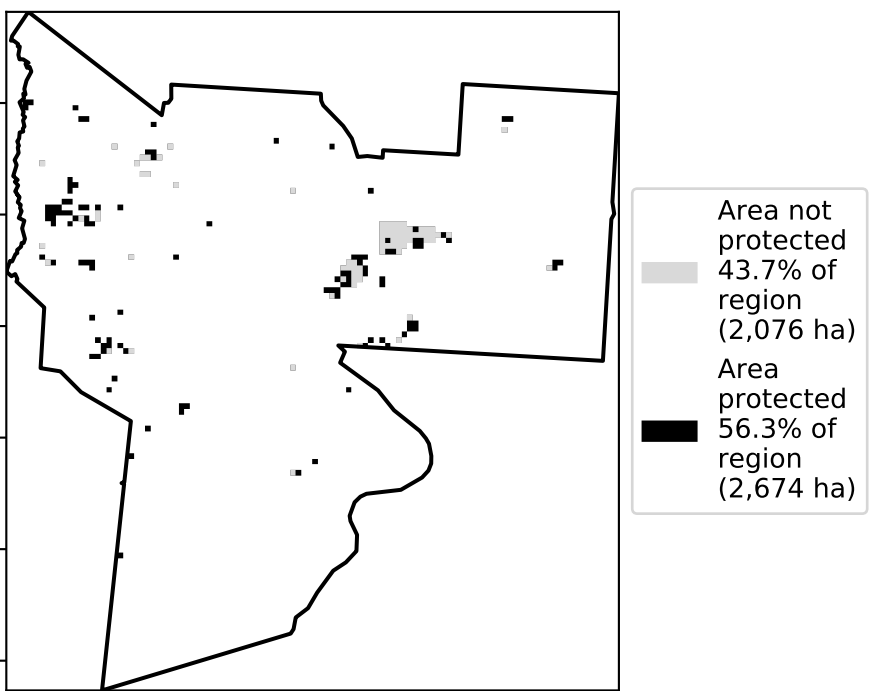 Area not
protected
43.7% of
region
(2,076 ha)
Area
protected
56.3% of
region
(2,674 ha)